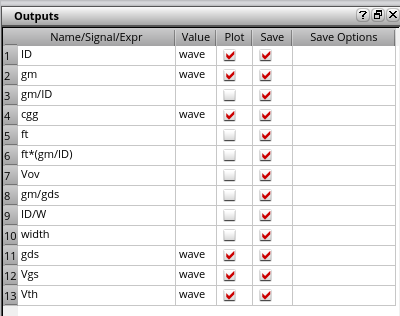 Outputs ?
Name/Signal/Expr Value Plot Save Save Options
1 ID wave
2 gm wave
3 gm/ID
4 cgg wave
5 ft
6 ft*(gm/ID)
7 Vov
8 gm/gds
9 ID/W
10 width
11 gds wave
12 Vgs wave
13 Vth wave